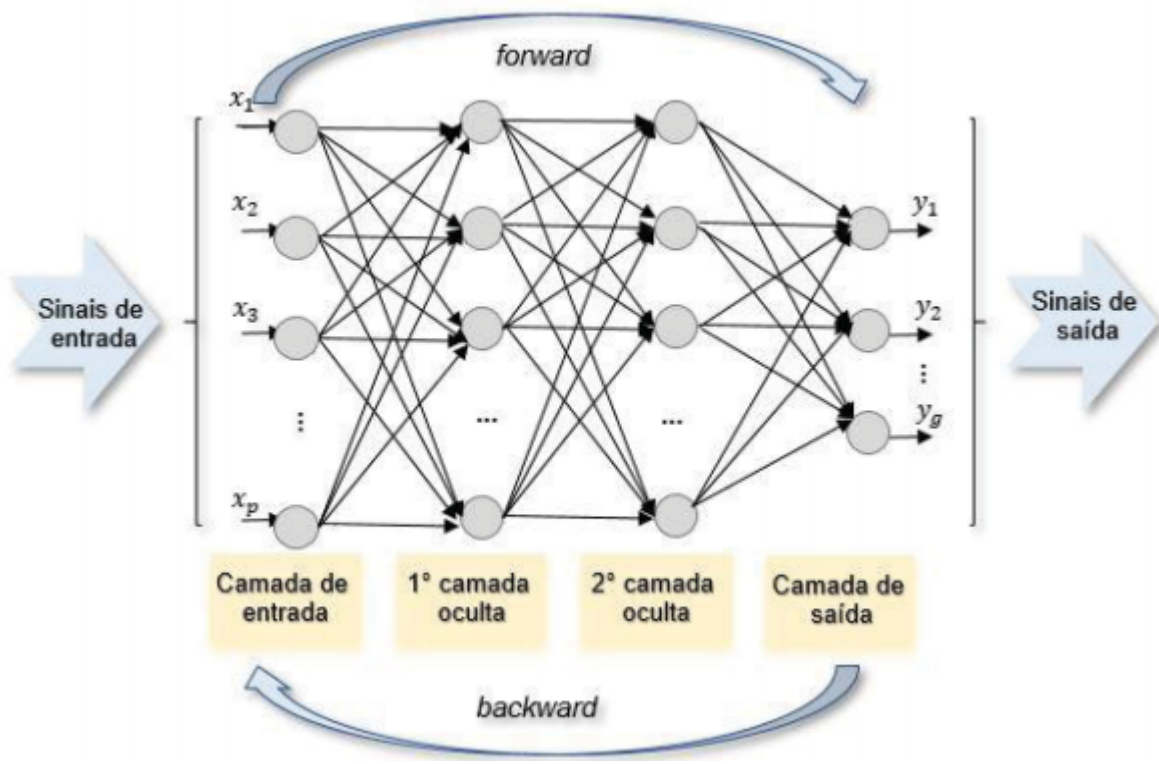 forward
x₁
x₂
x₃
⋮
xₚ
Sinais de
entrada
...
...
y₁
y₂
⋮
y_g
Sinais de
saída
Camada de
entrada
1° camada
oculta
2° camada
oculta
Camada de
saída
backward